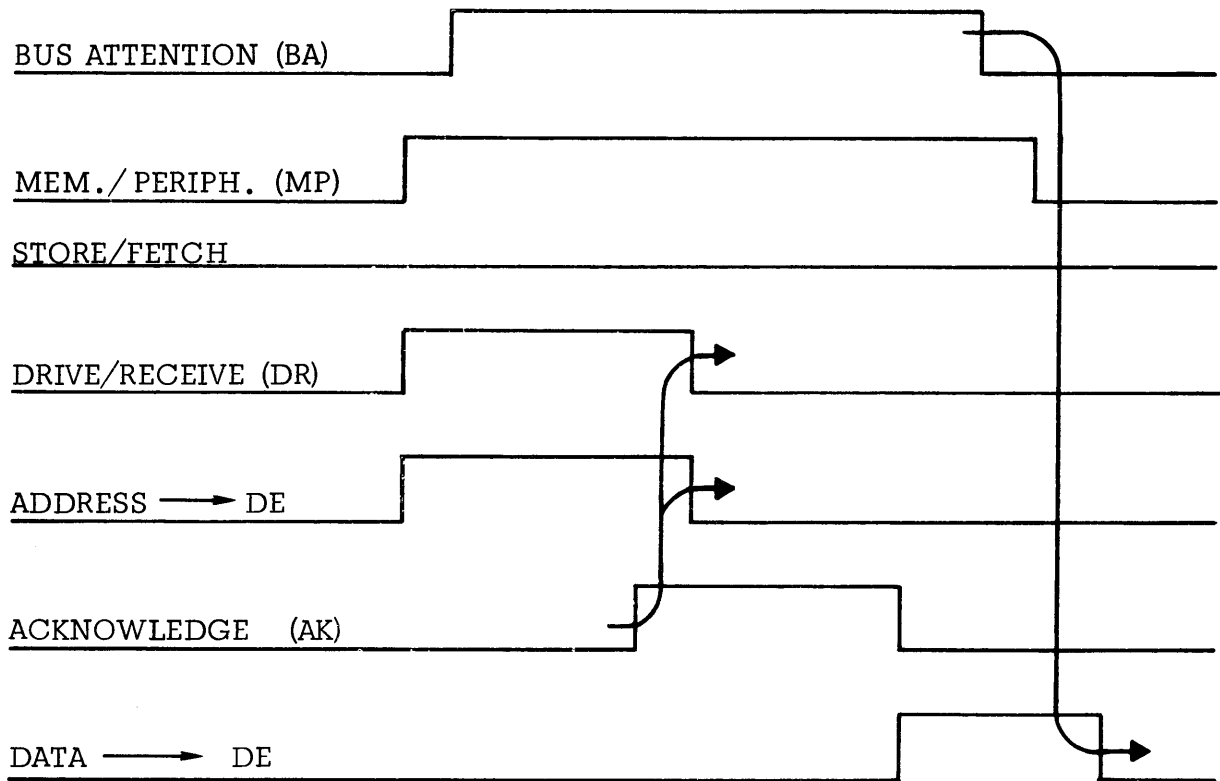 BUS ATTENTION (BA)
MEM./PERIPH. (MP)
STORE/FETCH
DRIVE/RECEIVE (DR)
ADDRESS → DE
ACKNOWLEDGE (AK)
DATA → DE